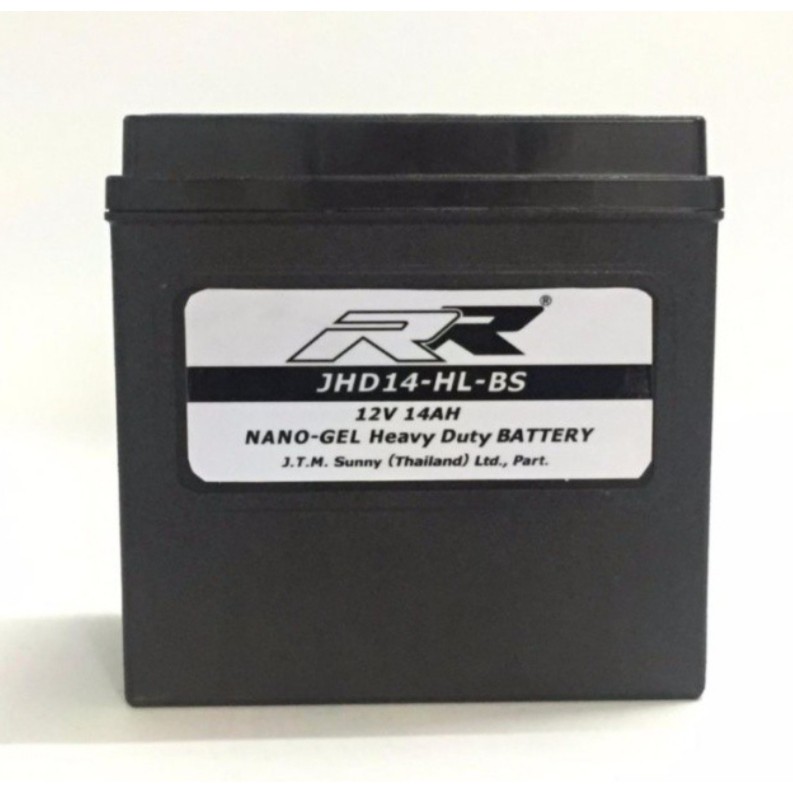 RR®
JHD14-HL-BS
12V 14AH
NANO-GEL Heavy Duty BATTERY
J.T.M. Sunny (Thailand) Ltd., Part.